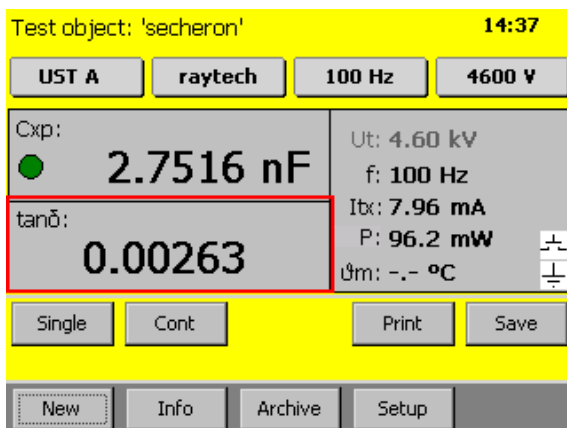 Test object: 'secheron' 14:37
UST A raytech 100 Hz 4600 V
Cxp:
2.7516 nF
tanδ:
0.00263
Ut: 4.60 kV
f: 100 Hz
Itx: 7.96 mA
P: 96.2 mW
ϑm: -.- ºC
Single Cont Print Save
New Info Archive Setup